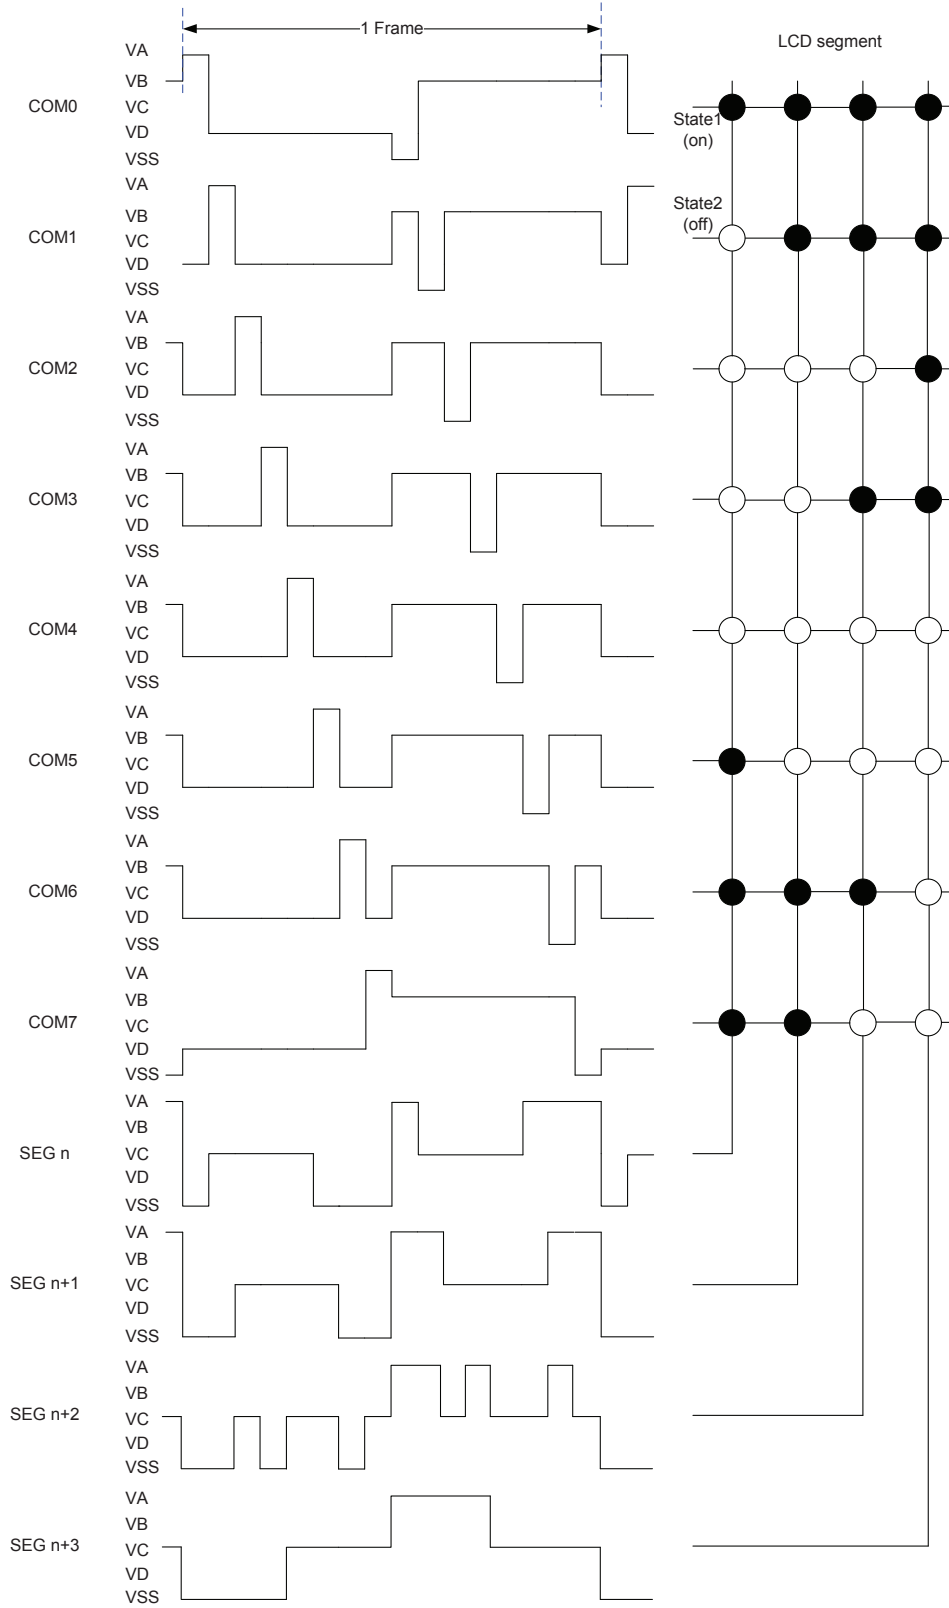 1 Frame
LCD segment
COM0
VA
VB
VC
VD
VSS
State1
(on)
COM1
VA
VB
VC
VD
VSS
State2
(off)
COM2
VA
VB
VC
VD
VSS
COM3
VA
VB
VC
VD
VSS
COM4
VA
VB
VC
VD
VSS
COM5
VA
VB
VC
VD
VSS
COM6
VA
VB
VC
VD
VSS
COM7
VA
VB
VC
VD
VSS
SEG n
VA
VB
VC
VD
VSS
SEG n+1
VA
VB
VC
VD
VSS
SEG n+2
VA
VB
VC
VD
VSS
SEG n+3
VA
VB
VC
VD
VSS